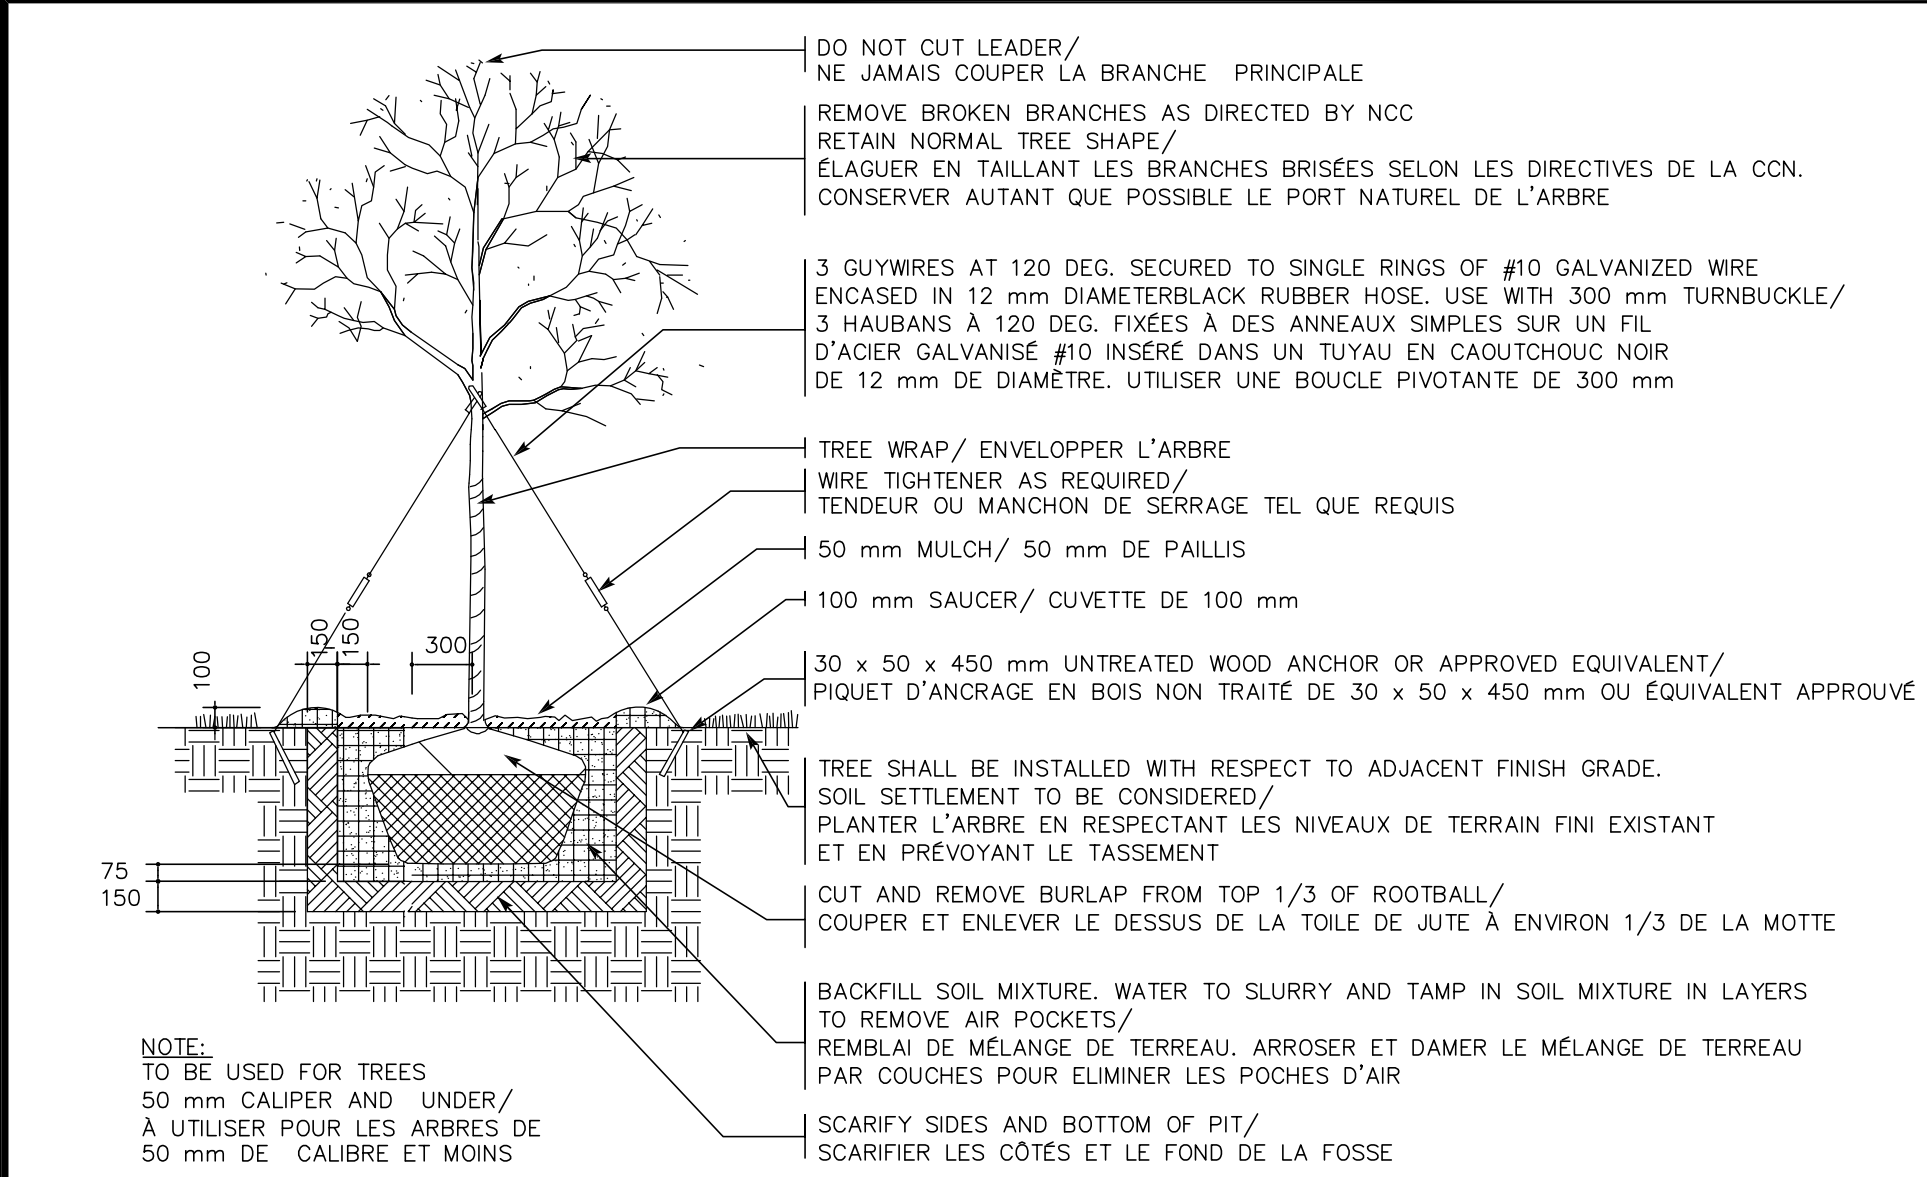 DO NOT CUT LEADER/
NE JAMAIS COUPER LA BRANCHE PRINCIPALE
REMOVE BROKEN BRANCHES AS DIRECTED BY NCC
RETAIN NORMAL TREE SHAPE/
ÉLAGUER EN TAILLANT LES BRANCHES BRISÉES SELON LES DIRECTIVES DE LA CCN.
CONSERVER AUTANT QUE POSSIBLE LE PORT NATUREL DE L'ARBRE
3 GUYWIRES AT 120 DEG. SECURED TO SINGLE RINGS OF #10 GALVANIZED WIRE
ENCASED IN 12 mm DIAMETERBLACK RUBBER HOSE. USE WITH 300 mm TURNBUCKLE/
3 HAUBANS À 120 DEG. FIXÉES À DES ANNEAUX SIMPLES SUR UN FIL
D'ACIER GALVANISÉ #10 INSÉRÉ DANS UN TUYAU EN CAOUTCHOUC NOIR
DE 12 mm DE DIAMÈTRE. UTILISER UNE BOUCLE PIVOTANTE DE 300 mm
TREE WRAP/ ENVELOPPER L'ARBRE
WIRE TIGHTENER AS REQUIRED/
TENDEUR OU MANCHON DE SERRAGE TEL QUE REQUIS
50 mm MULCH/ 50 mm DE PAILLIS
100 mm SAUCER/ CUVETTE DE 100 mm
30 x 50 x 450 mm UNTREATED WOOD ANCHOR OR APPROVED EQUIVALENT/
PIQUET D'ANCRAGE EN BOIS NON TRAITÉ DE 30 x 50 x 450 mm OU ÉQUIVALENT APPROUVÉ
TREE SHALL BE INSTALLED WITH RESPECT TO ADJACENT FINISH GRADE.
SOIL SETTLEMENT TO BE CONSIDERED/
PLANTER L'ARBRE EN RESPECTANT LES NIVEAUX DE TERRAIN FINI EXISTANT
ET EN PRÉVOYANT LE TASSEMENT
CUT AND REMOVE BURLAP FROM TOP 1/3 OF ROOTBALL/
COUPER ET ENLEVER LE DESSUS DE LA TOILE DE JUTE À ENVIRON 1/3 DE LA MOTTE
BACKFILL SOIL MIXTURE. WATER TO SLURRY AND TAMP IN SOIL MIXTURE IN LAYERS
TO REMOVE AIR POCKETS/
REMBLAI DE MÉLANGE DE TERREAU. ARROSER ET DAMER LE MÉLANGE DE TERREAU
PAR COUCHES POUR ELIMINER LES POCHES D'AIR
SCARIFY SIDES AND BOTTOM OF PIT/
SCARIFIER LES CÔTÉS ET LE FOND DE LA FOSSE
100
150
150
300
75
150
NOTE:
TO BE USED FOR TREES
50 mm CALIPER AND UNDER/
À UTILISER POUR LES ARBRES DE
50 mm DE CALIBRE ET MOINS